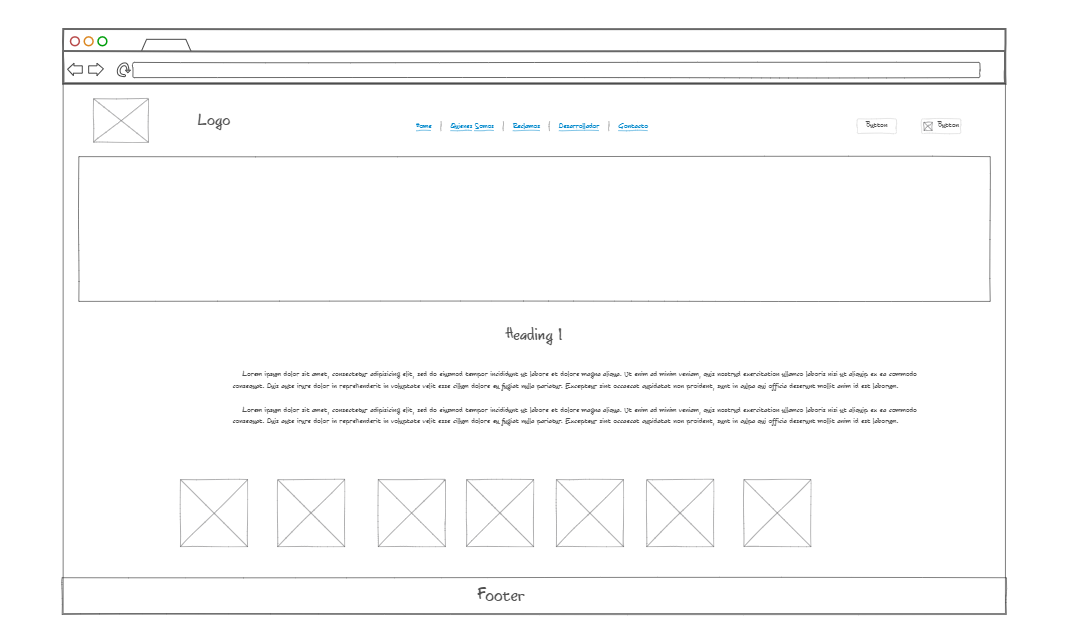 Logo
Home | Quienes Somos | Reclamos | Desarrollador | Contacto
Button
Button
Heading 1
Lorem ipsum dolor sit amet, consectetur adipisicing elit, sed do eiusmod tempor incididunt ut labore et dolore magna aliqua. Ut enim ad minim veniam, quis nostrud exercitation ullamco laboris nisi ut aliquip ex ea commodo
consequat. Duis aute irure dolor in reprehenderit in voluptate velit esse cillum dolore eu fugiat nulla pariatur. Excepteur sint occaecat cupidatat non proident, sunt in culpa qui officia deserunt mollit anim id est laborum.
Lorem ipsum dolor sit amet, consectetur adipisicing elit, sed do eiusmod tempor incididunt ut labore et dolore magna aliqua. Ut enim ad minim veniam, quis nostrud exercitation ullamco laboris nisi ut aliquip ex ea commodo
consequat. Duis aute irure dolor in reprehenderit in voluptate velit esse cillum dolore eu fugiat nulla pariatur. Excepteur sint occaecat cupidatat non proident, sunt in culpa qui officia deserunt mollit anim id est laborum.
Footer